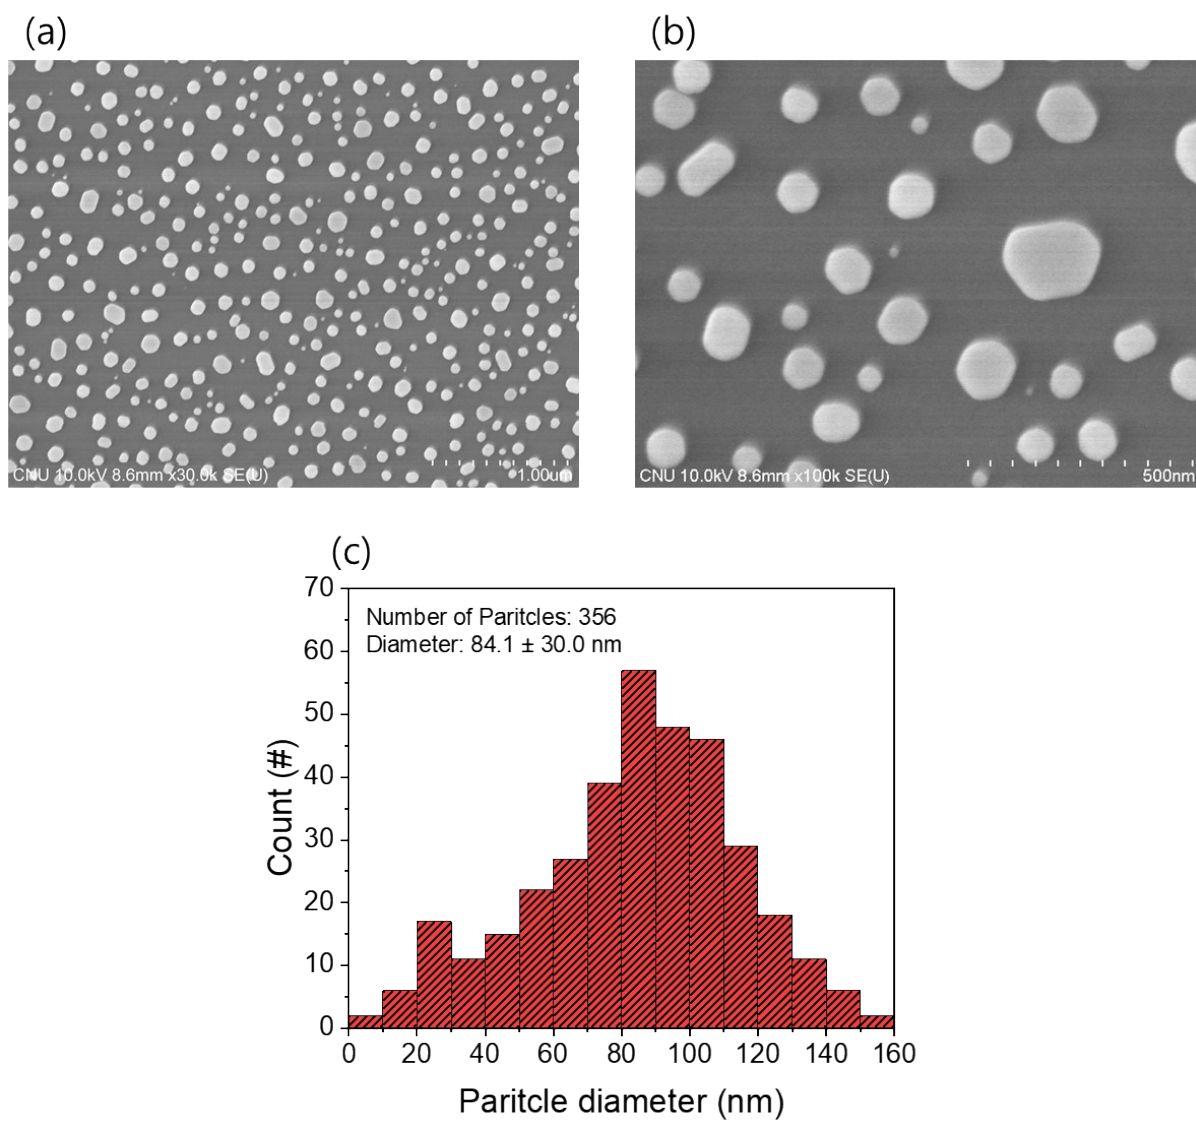 (a)
(b)
CNU 10.0kV 8.6mm x30.0k SE(U)
1.00um
CNU 10.0kV 8.6mm x100k SE(U)
500nm
(c)
Number of Paritcles: 356
Diameter: 84.1 ± 30.0 nm
Count (#)
70
60
50
40
30
20
10
0
0 20 40 60 80 100 120 140 160
Paritcle diameter (nm)